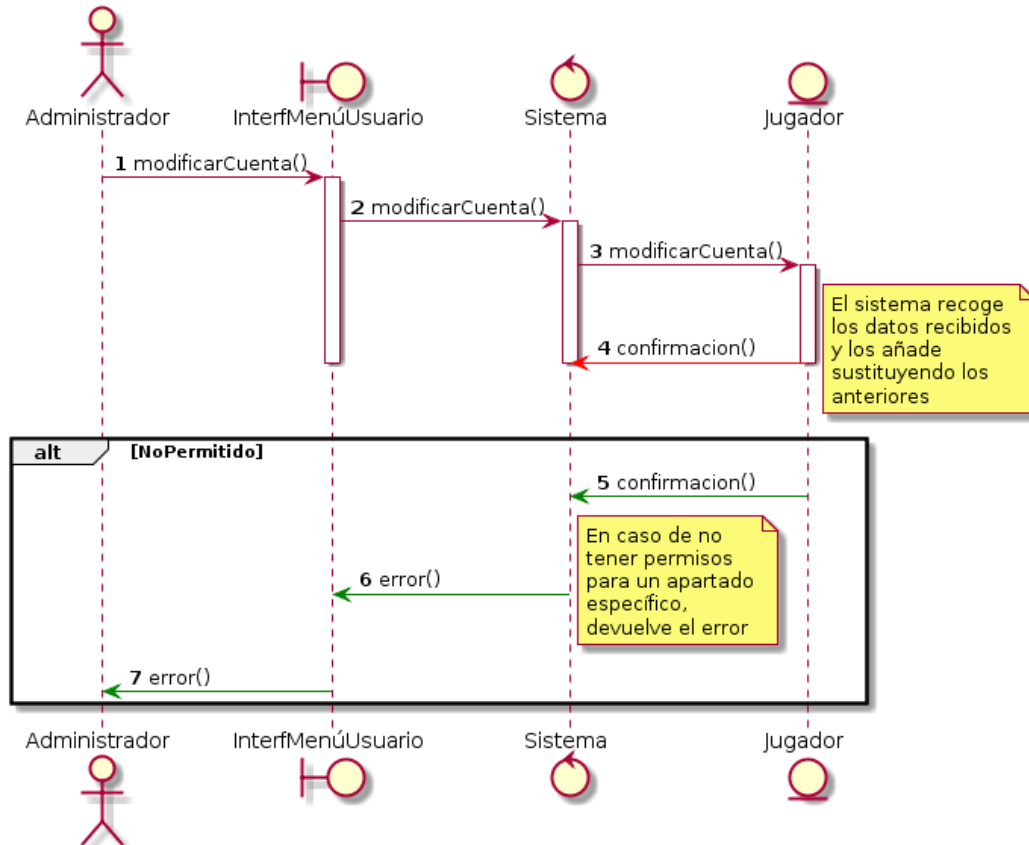 Administrador
InterfMenúUsuario
Sistema
Jugador
1 modificarCuenta()
2 modificarCuenta()
3 modificarCuenta()
El sistema recoge
los datos recibidos
y los añade
sustituyendo los
anteriores
4 confirmacion()
alt
[NoPermitido]
5 confirmacion()
En caso de no
tener permisos
para un apartado
específico,
devuelve el error
6 error()
7 error()
Administrador
InterfMenúUsuario
Sistema
Jugador